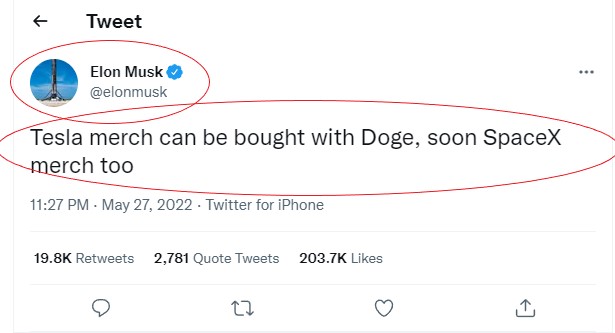 Tweet
Elon Musk
@elonmusk
Tesla merch can be bought with Doge, soon SpaceX
merch too
11:27 PM · May 27, 2022 · Twitter for iPhone
19.8K Retweets 2,781 Quote Tweets 203.7K Likes